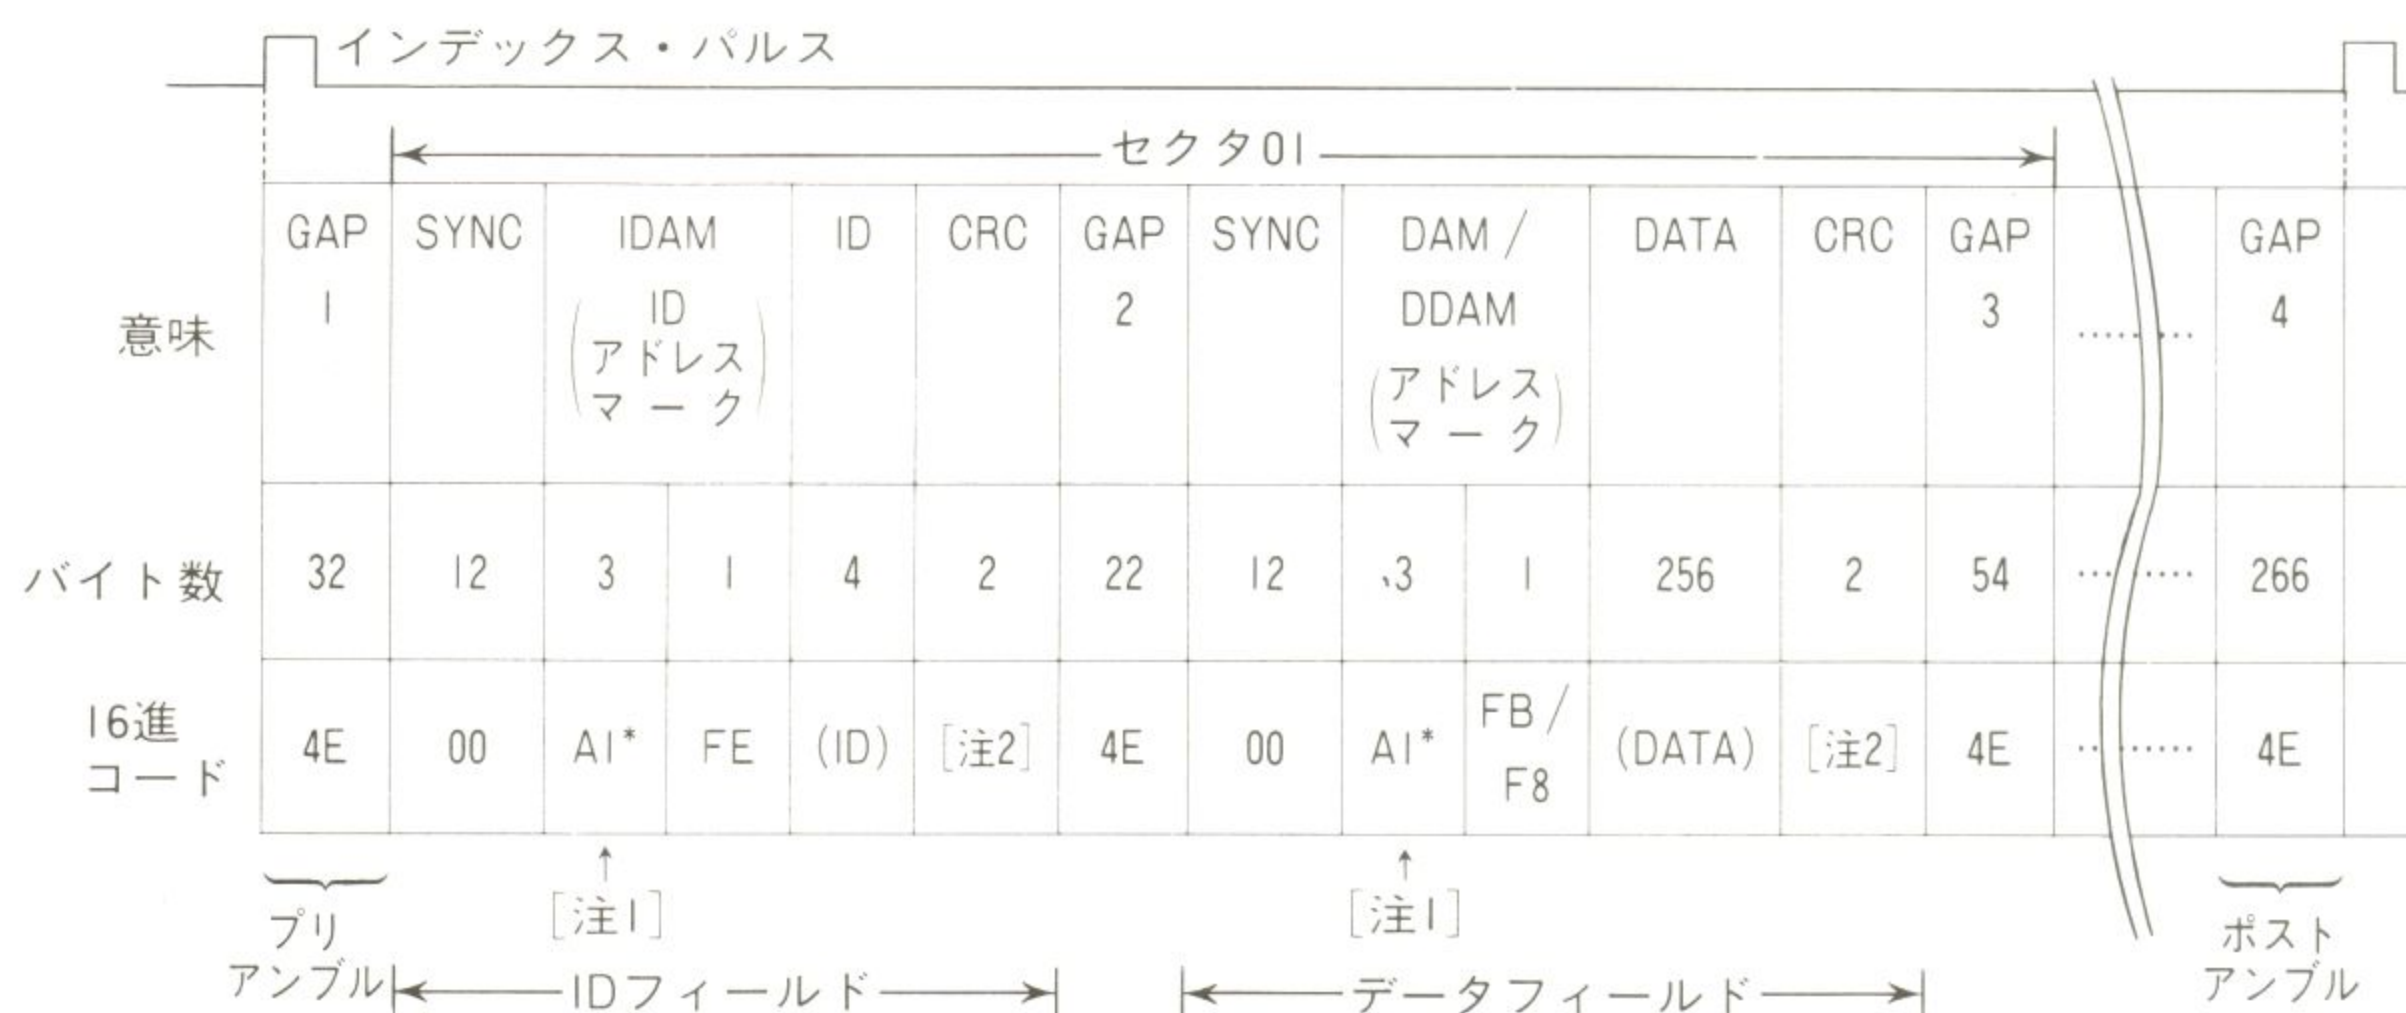 インデックス・パルス
セクタ01
意味
GAP 1
SYNC
IDAM
(ID
アドレス
マーク)
ID
CRC
GAP 2
SYNC
DAM/
DDAM
(アドレス
マーク)
DATA
CRC
GAP 3
………
GAP 4
バイト数 32 12 3 1 4 2 22 12 3 1 256 2 54 ……… 266
16進
コード
4E 00 A1* FE (ID) [注2] 4E 00 A1* FB/
F8 (DATA) [注2] 4E ……… 4E
[注1] [注1]
プリ
アンブル
IDフィールド
データフィールド
ポスト
アンブル